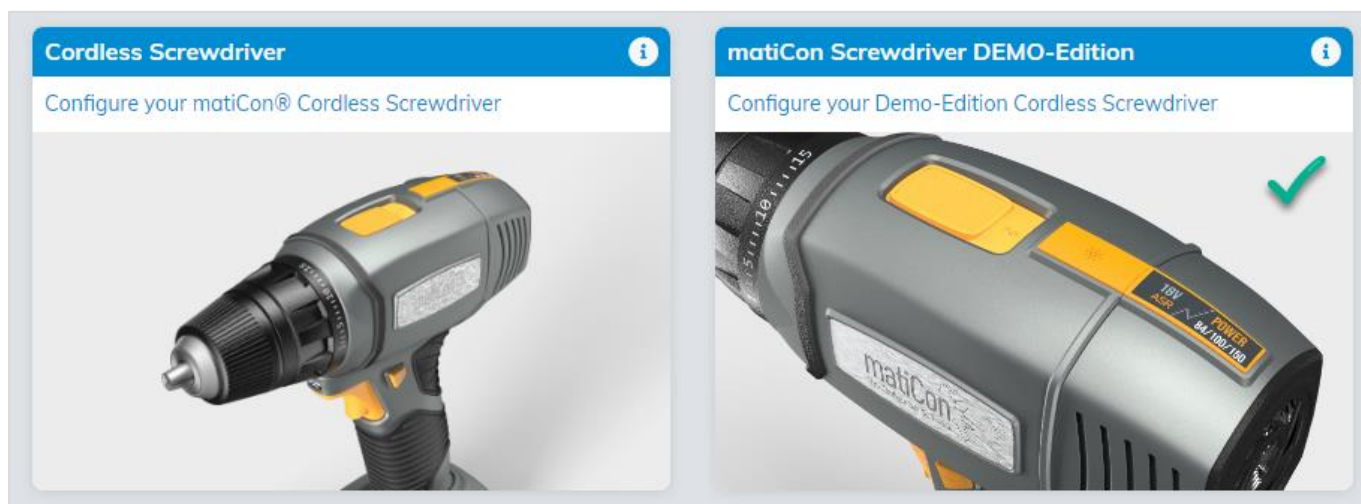 Cordless Screwdriver
Configure your matiCon® Cordless Screwdriver
matiCon Screwdriver DEMO-Edition
Configure your Demo-Edition Cordless Screwdriver
5 10 15
18V
ASR
POWER
84/100/150
matiCon